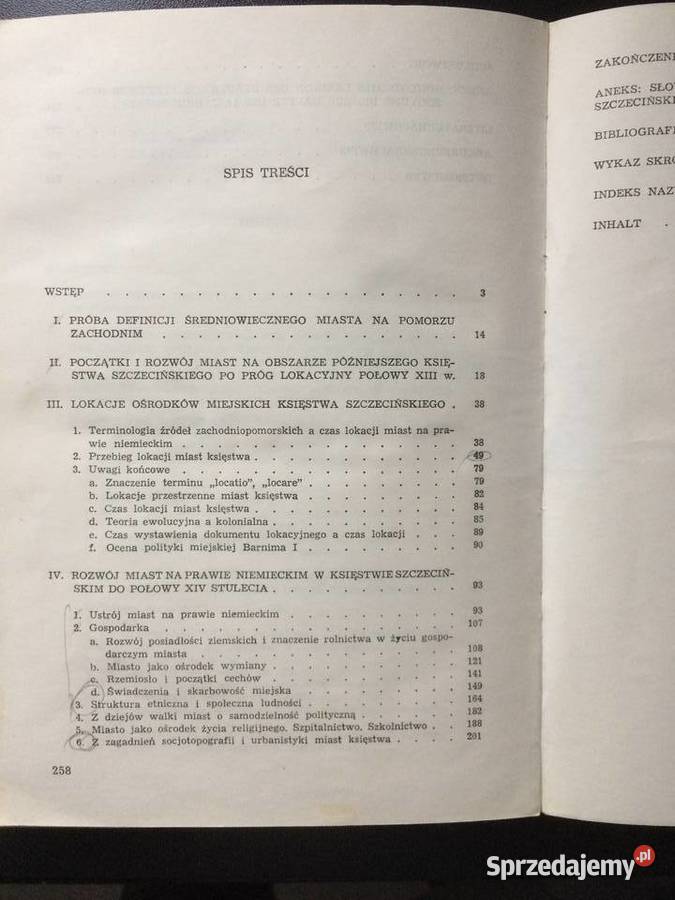 SPIS TREŚCI
WSTĘP . . . . . . . . . . . . . . . . . . . . 3
I. PRÓBA DEFINICJI ŚREDNIOWIECZNEGO MIASTA NA POMORZU
ZACHODNIM . . . . . . . . . . . . . . . . 14
II. POCZĄTKI I ROZWÓJ MIAST NA OBSZARZE PÓŹNIEJSZEGO KSIĘ-
STWA SZCZECIŃSKIEGO PO PRÓG LOKACYJNY POŁOWY XIII w. 18
III. LOKACJE OŚRODKÓW MIEJSKICH KSIĘSTWA SZCZECIŃSKIEGO . 38
1. Terminologia źródeł zachodniopomorskich a czas lokacji miast na pra-
wie niemieckim . . . . . . . . . . . . . . . 38
2. Przebieg lokacji miast księstwa . . . . . . . . . . . 49
3. Uwagi końcowe . . . . . . . . . . . . . . . 79
a. Znaczenie terminu „locatio", „locare" . . . . . . . . 79
b. Lokacje przestrzenne miast księstwa . . . . . . . . 82
c. Czas lokacji miast księstwa . . . . . . . . . . . 84
d. Teoria ewolucyjna a kolonialna . . . . . . . . . . 85
e. Czas wystawienia dokumentu lokacyjnego a czas lokacji . . . 89
f. Ocena polityki miejskiej Barnima I . . . . . . . . . 90
IV. ROZWÓJ MIAST NA PRAWIE NIEMIECKIM W KSIĘSTWIE SZCZECIŃ-
SKIM DO POŁOWY XIV STULECIA . . . . . . . . . . 93
1. Ustrój miast na prawie niemieckim . . . . . . . . . . 93
2. Gospodarka . . . . . . . . . . . . . . . . 107
a. Rozwój posiadłości ziemskich i znaczenie rolnictwa w życiu gospo-
darczym miasta . . . . . . . . . . . . . . 108
b. Miasto jako ośrodek wymiany . . . . . . . . . . 121
c. Rzemiosło i początki cechów . . . . . . . . . . 141
d. Świadczenia i skarbowość miejska . . . . . . . . . 149
3. Struktura etniczna i społeczna ludności . . . . . . . . . 164
4. Z dziejów walki miast o samodzielność polityczną . . . . . . 182
5. Miasto jako ośrodek życia religijnego. Szpitalnictwo. Szkolnictwo . . 188
6. Z zagadnień socjotopografii i urbanistyki miast księstwa . . . . 201
258
ZAKOŃCZENI
ANEKS: SŁO
SZCZECIŃSKI
BIBLIOGRAFI
WYKAZ SKRÓ
INDEKS NAZ
INHALT .
Sprzedajemy.pl